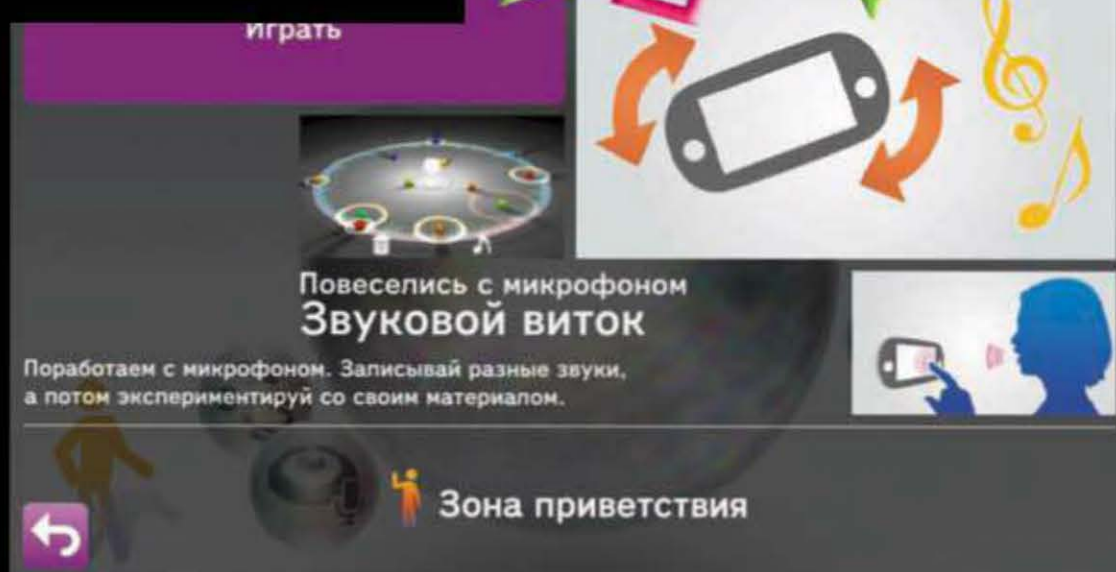 играть
Повеселись с микрофоном
Звуковой виток
Поработаем с микрофоном. Записывай разные звуки,
а потом экспериментируй со своим материалом.
Зона приветствия